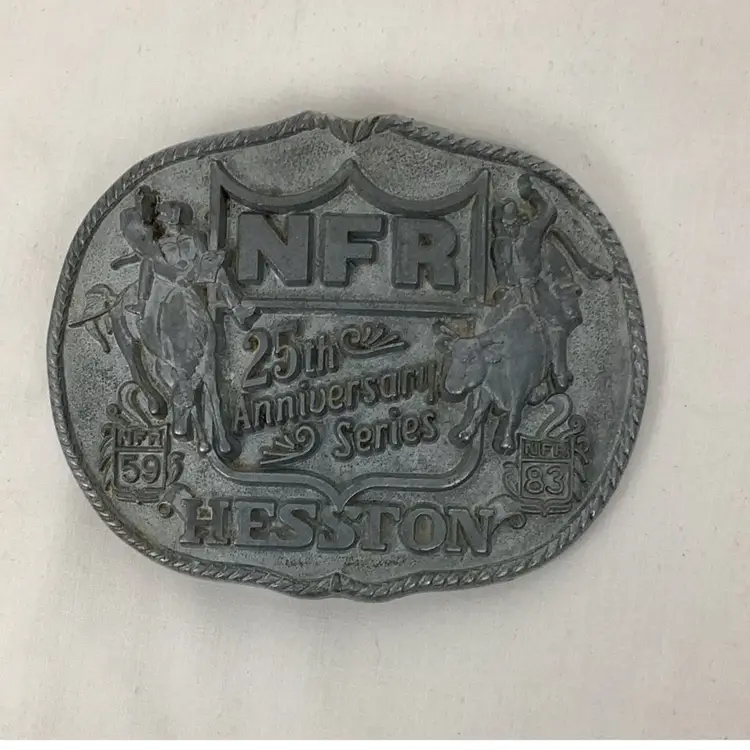 NFR
25th
Anniversary
Series
NFR
59
NFR
83
HESSTON